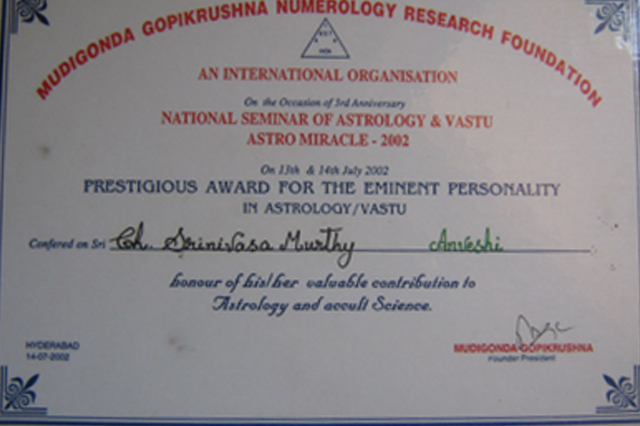 MUDIGONDA GOPIKRUSHNA NUMEROLOGY RESEARCH FOUNDATION
AN INTERNATIONAL ORGANISATION
On the Occasion of 3rd Anniversary
NATIONAL SEMINAR OF ASTROLOGY & VASTU
ASTRO MIRACLE - 2002
On 13th & 14th July 2002
PRESTIGIOUS AWARD FOR THE EMINENT PERSONALITY
IN ASTROLOGY/VASTU
Confered on Sri Ch. Srinivasa Murthy Anveshi
honour of his/her valuable contribution to
Astrology and accult Science.
HYDERABAD
14-07-2002
MUDIGONDA GOPIKRUSHNA
Founder President